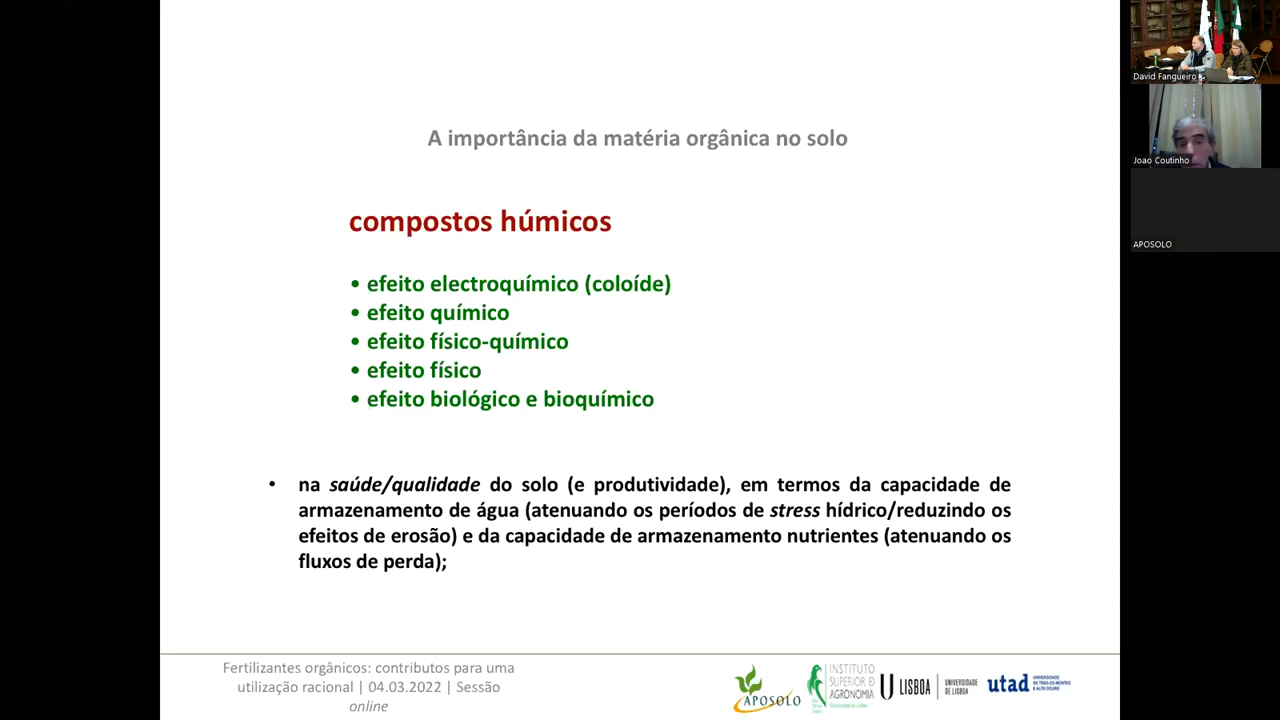 A importância da matéria orgânica no solo
compostos húmicos
• efeito electroquímico (coloíde)
• efeito químico
• efeito físico-químico
• efeito físico
• efeito biológico e bioquímico
• na saúde/qualidade do solo (e produtividade), em termos da capacidade de
armazenamento de água (atenuando os períodos de stress hídrico/reduzindo os
efeitos de erosão) e da capacidade de armazenamento nutrientes (atenuando os
fluxos de perda);
Fertilizantes orgânicos: contributos para uma
utilização racional | 04.03.2022 | Sessão
online
APOSOLO
INSTITUTO
SUPERIOR D
AGRONOMIA
Universidade de Lisboa
LISBOA
UNIVERSIDADE
DE LISBOA
utad
UNIVERSIDADE
DE TRÁS-OS-MONTES
E ALTO DOURO
David Fangueiro
Joao Coutinho
APOSOLO